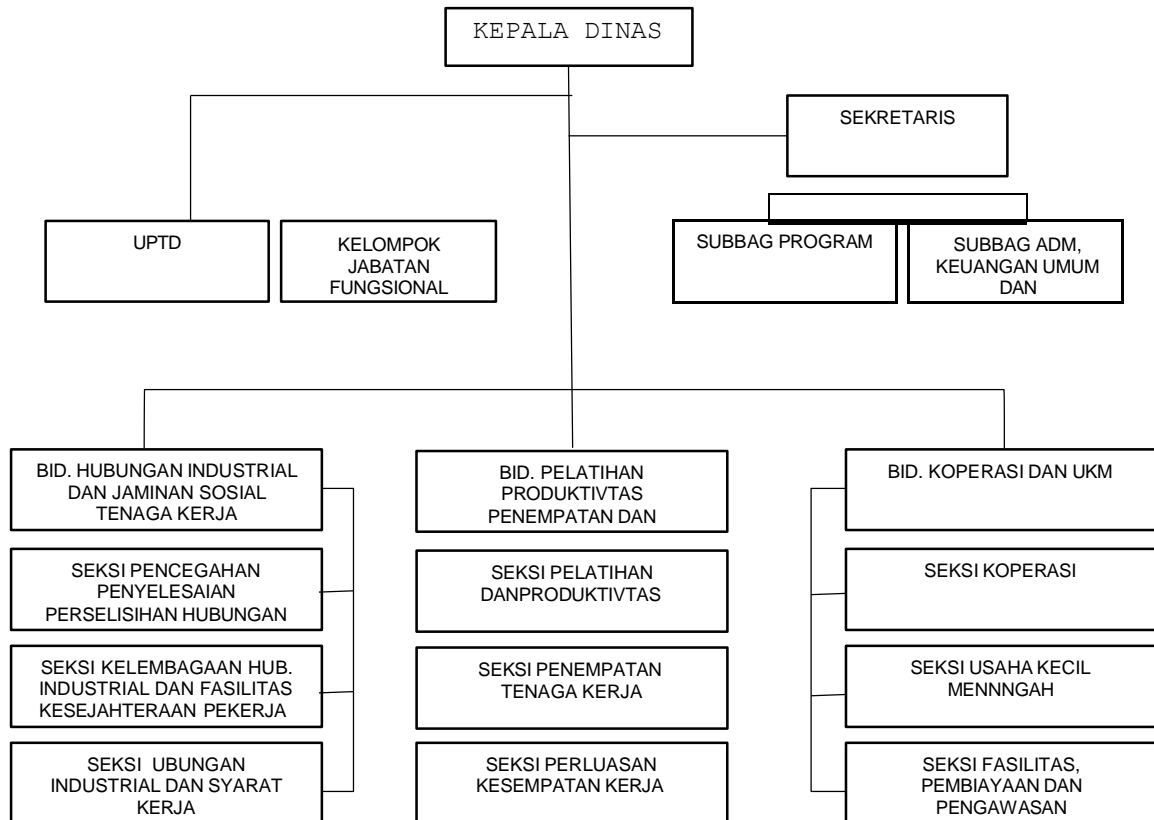 KEPALA DINAS
SEKRETARIS
UPTD
KELOMPOK
JABATAN
FUNGSIONAL
SUBBAG PROGRAM
SUBBAG ADM,
KEUANGAN UMUM
DAN
BID. HUBUNGAN INDUSTRIAL
DAN JAMINAN SOSIAL
TENAGA KERJA
BID. PELATIHAN
PRODUKTIVTAS
PENEMPATAN DAN
BID. KOPERASI DAN UKM
SEKSI PENCEGAHAN
PENYELESAIAN
PERSELISIHAN HUBUNGAN
SEKSI PELATIHAN
DANPRODUKTIVTAS
SEKSI KOPERASI
SEKSI KELEMBAGAAN HUB.
INDUSTRIAL DAN FASILITAS
KESEJAHTERAAN PEKERJA
SEKSI PENEMPATAN
TENAGA KERJA
SEKSI USAHA KECIL
MENNNGAH
SEKSI UBUNGAN
INDUSTRIAL DAN SYARAT
KERJA
SEKSI PERLUASAN
KESEMPATAN KERJA
SEKSI FASILITAS,
PEMBIAYAAN DAN
PENGAWASAN